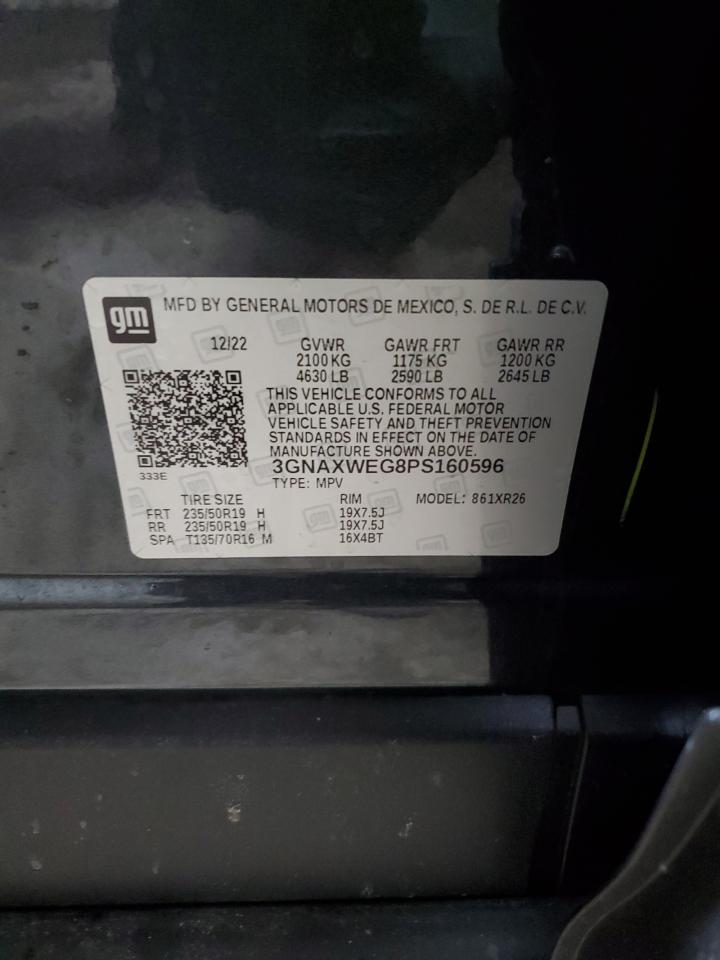 gm MFD BY GENERAL MOTORS DE MEXICO, S. DE R.L. DE C.V.
12/22 GVWR GAWR FRT GAWR RR
2100 KG 1175 KG 1200 KG
4630 LB 2590 LB 2645 LB
THIS VEHICLE CONFORMS TO ALL
APPLICABLE U.S. FEDERAL MOTOR
VEHICLE SAFETY AND THEFT PREVENTION
STANDARDS IN EFFECT ON THE DATE OF
MANUFACTURE SHOWN ABOVE.
333E 3GNAXWEG8PS160596
TYPE: MPV
TIRE SIZE RIM MODEL: 861XR26
FRT 235/50R19 H 19X7.5J
RR 235/50R19 H 19X7.5J
SPA T135/70R16 M 16X4BT